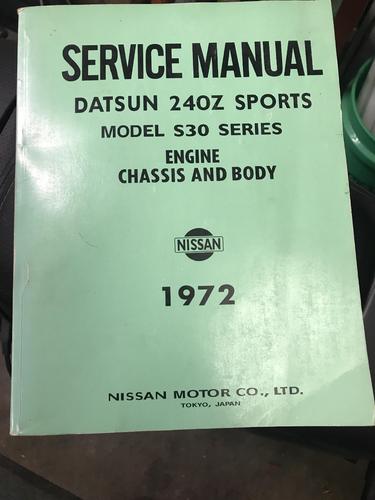 SERVICE MANUAL
DATSUN 240Z SPORTS
MODEL S30 SERIES
ENGINE
CHASSIS AND BODY
NISSAN
1972
NISSAN MOTOR CO., LTD.
TOKYO, JAPAN